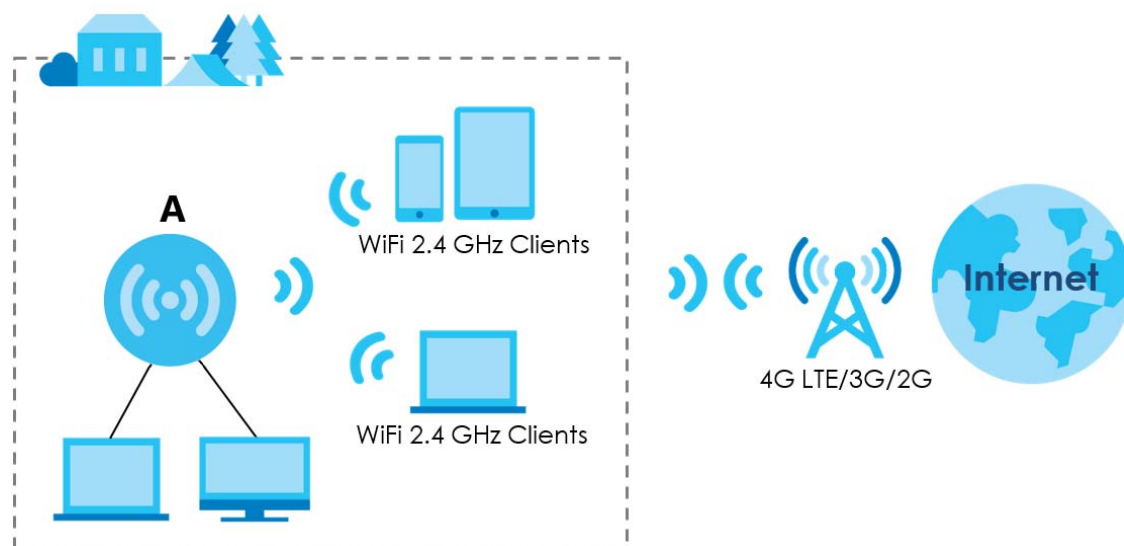 A
WiFi 2.4 GHz Clients
WiFi 2.4 GHz Clients
4G LTE/3G/2G
Internet